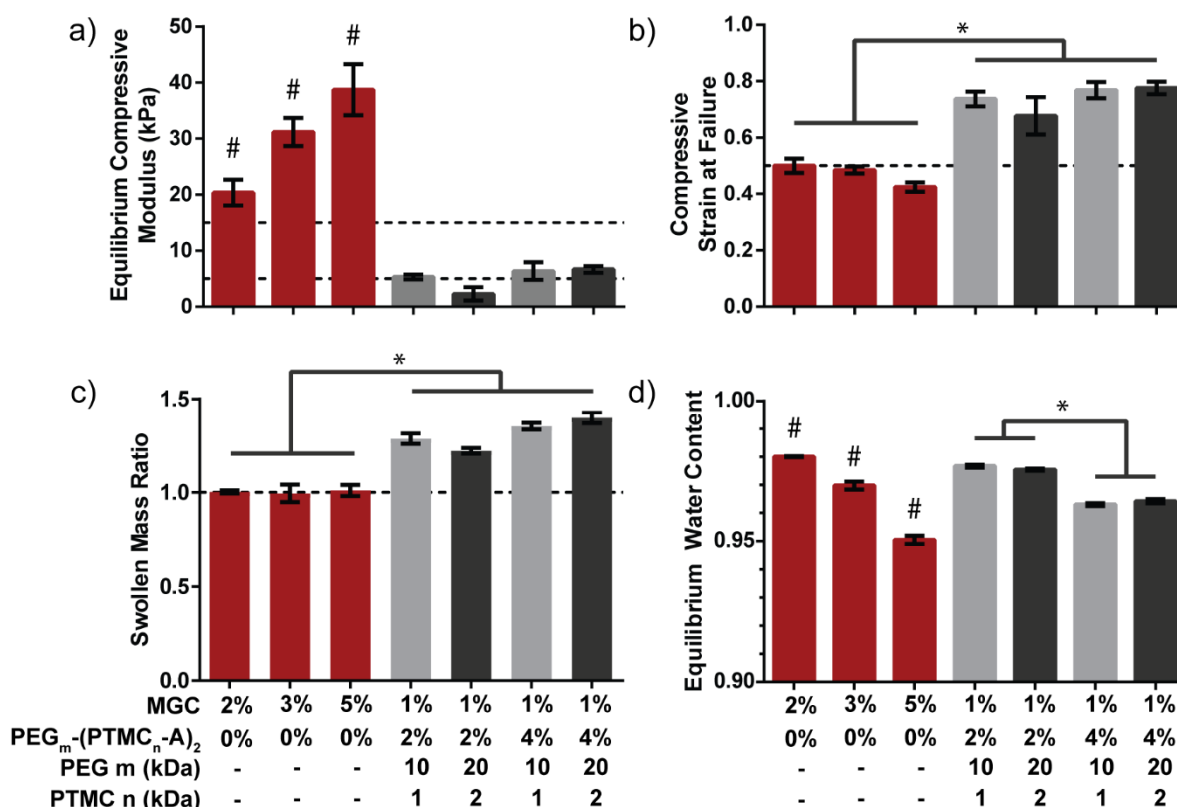 a)
Equilibrium Compressive
Modulus (kPa)
50
40
30
20
10
0
#
#
#
b)
Compressive
Strain at Failure
1.0
0.8
0.6
0.4
0.2
0.0
*
c)
Swollen Mass Ratio
1.5
1.0
0.5
0.0
*
d)
Equilibrium Water Content
1.00
0.95
0.90
#
#
#
*
MGC 2% 3% 5% 1% 1% 1% 1% 2% 3% 5% 1% 1% 1% 1%
PEGm-(PTMCn-A)2 0% 0% 0% 2% 2% 4% 4% 0% 0% 0% 2% 2% 4% 4%
PEG m (kDa) - - - 10 20 10 20 - - - 10 20 10 20
PTMC n (kDa) - - - 1 2 1 2 - - - 1 2 1 2